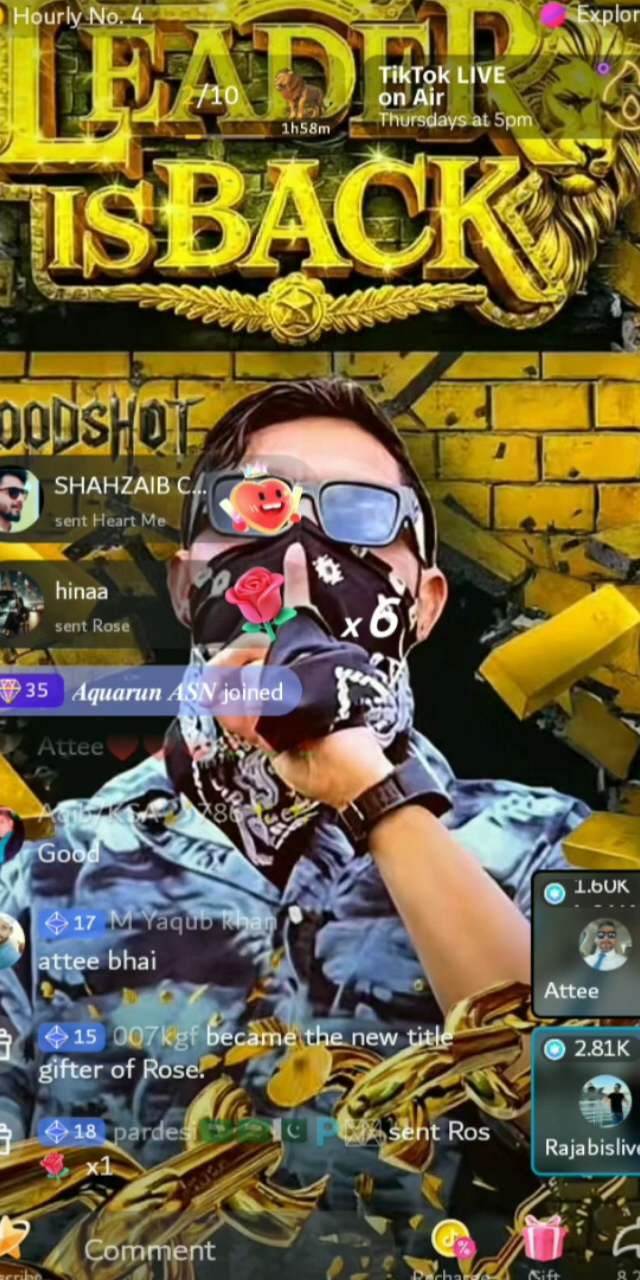 Hourly No. 4
Explor
LEADER
2/10
1h58m
TikTok LIVE
on Air
Thursdays at 5pm
IS BACK
OODSHOT
SHAHZAIB C...
sent Heart Me
hinaa
sent Rose
x6
35 Aquarun ASN joined
Attee
Good
17 M Yaqub khan
attee bhai
15 007kgf became the new title
gifter of Rose.
18 pardesi P sent Ros
x1
1.60K
Attee
2.81K
Rajabislive
Comment
scribe
Recharge
Gift